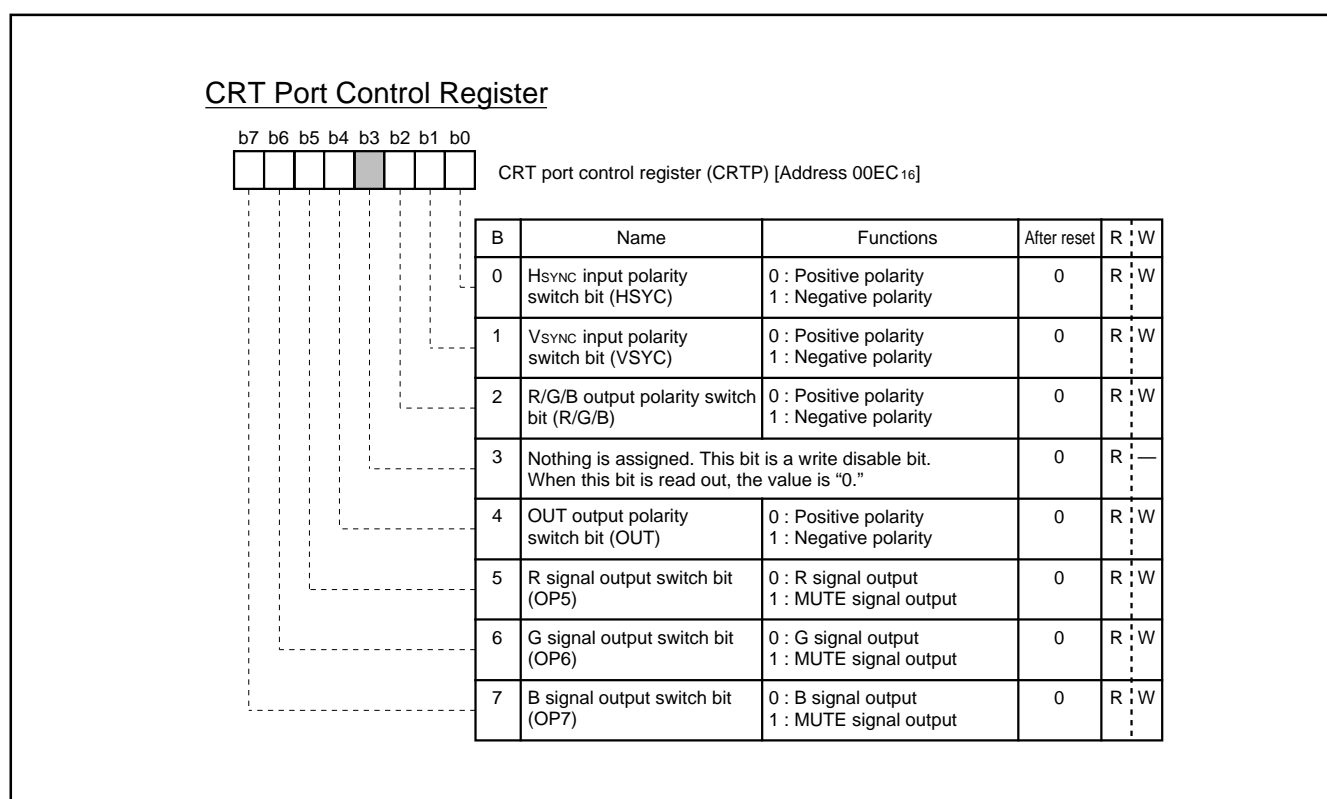 CRT Port Control Register
b7 b6 b5 b4 b3 b2 b1 b0
CRT port control register (CRTP) [Address 00EC16]
B Name Functions After reset R W
0 HSYNC input polarity switch bit (HSYC) 0 : Positive polarity 1 : Negative polarity 0 R W
1 VSYNC input polarity switch bit (VSYC) 0 : Positive polarity 1 : Negative polarity 0 R W
2 R/G/B output polarity switch bit (R/G/B) 0 : Positive polarity 1 : Negative polarity 0 R W
3 Nothing is assigned. This bit is a write disable bit. When this bit is read out, the value is “0.” 0 R —
4 OUT output polarity switch bit (OUT) 0 : Positive polarity 1 : Negative polarity 0 R W
5 R signal output switch bit (OP5) 0 : R signal output 1 : MUTE signal output 0 R W
6 G signal output switch bit (OP6) 0 : G signal output 1 : MUTE signal output 0 R W
7 B signal output switch bit (OP7) 0 : B signal output 1 : MUTE signal output 0 R W